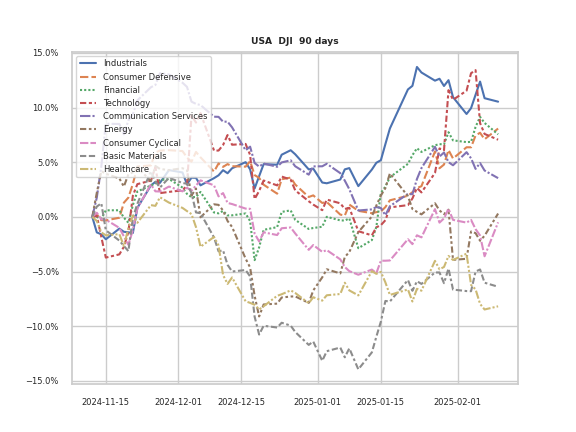 USA  DJI  90 days
15.0%
10.0%
5.0%
0.0%
−5.0%
−10.0%
−15.0%
Industrials
Consumer Defensive
Financial
Technology
Communication Services
Energy
Consumer Cyclical
Basic Materials
Healthcare
2024-11-15
2024-12-01
2024-12-15
2025-01-01
2025-01-15
2025-02-01